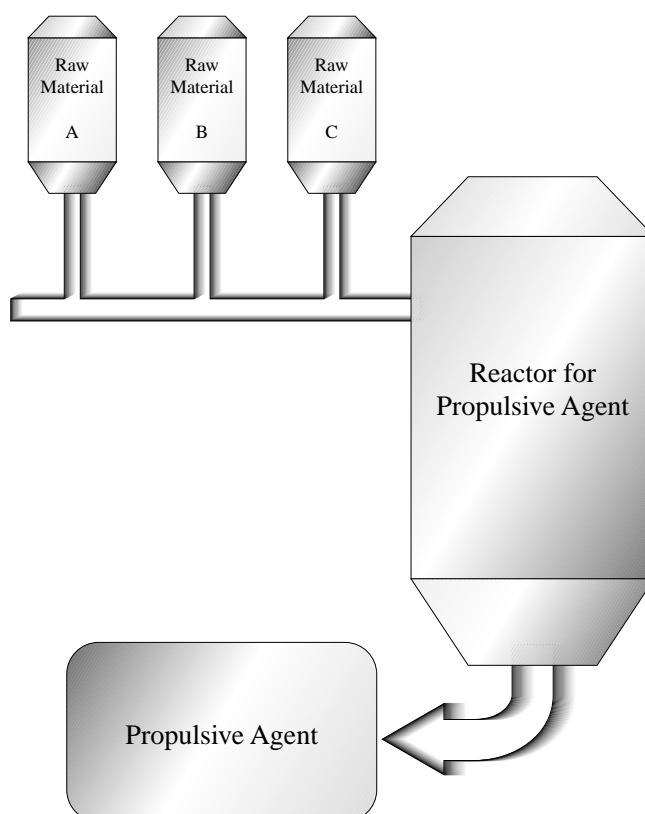 Raw
Material
A
Raw
Material
B
Raw
Material
C
Reactor for
Propulsive Agent
Propulsive Agent